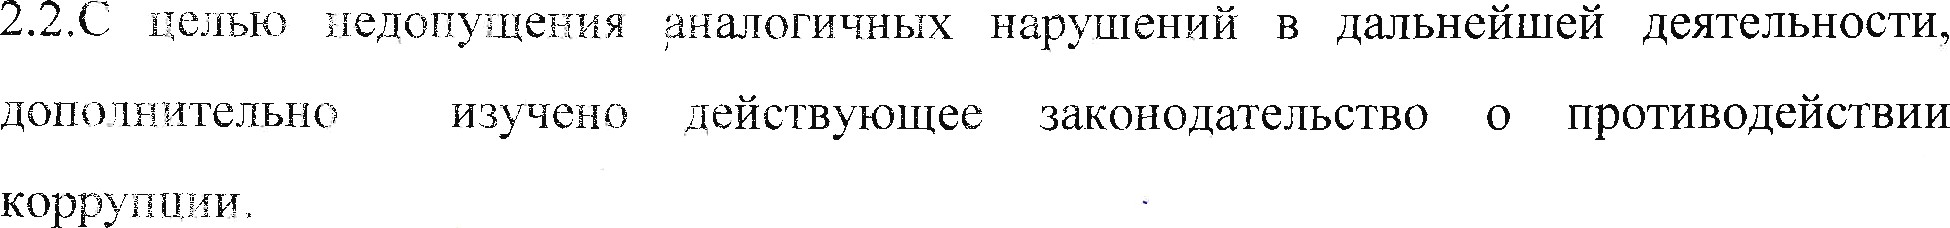 2.2.С целью недопущения аналогичных нарушений в дальнейшей деятельности,
дополнительно изучено действующее законодательство о противодействии
коррупции.